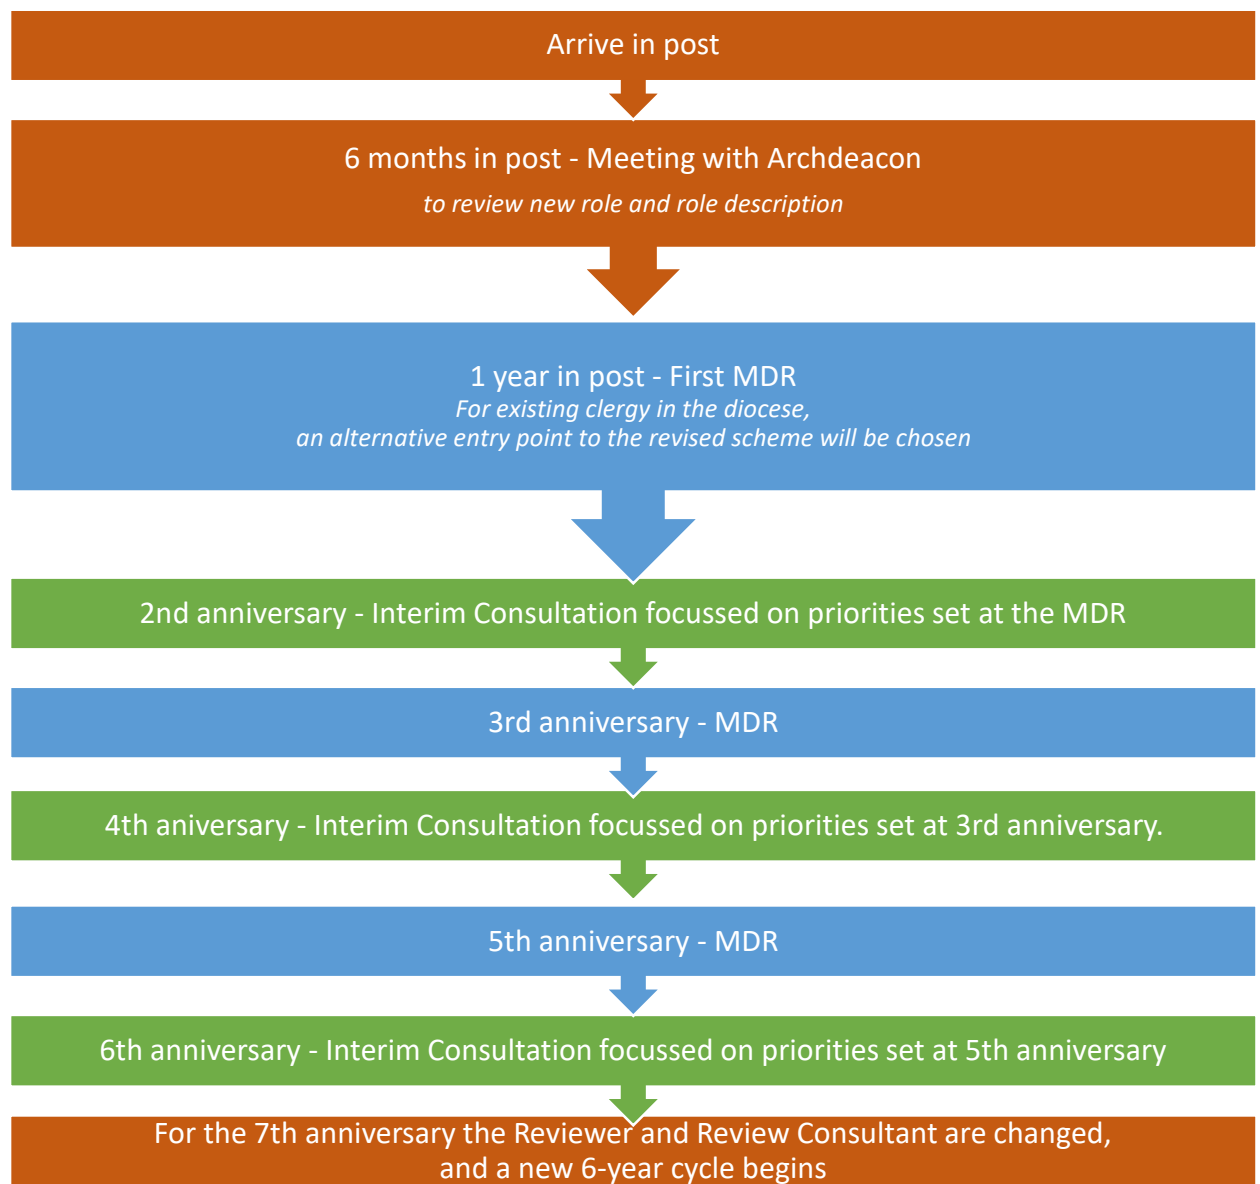 Arrive in post
6 months in post - Meeting with Archdeacon
to review new role and role description
1 year in post - First MDR
For existing clergy in the diocese,
an alternative entry point to the revised scheme will be chosen
2nd anniversary - Interim Consultation focussed on priorities set at the MDR
3rd anniversary - MDR
4th aniversary - Interim Consultation focussed on priorities set at 3rd anniversary.
5th anniversary - MDR
6th anniversary - Interim Consultation focussed on priorities set at 5th anniversary
For the 7th anniversary the Reviewer and Review Consultant are changed,
and a new 6-year cycle begins